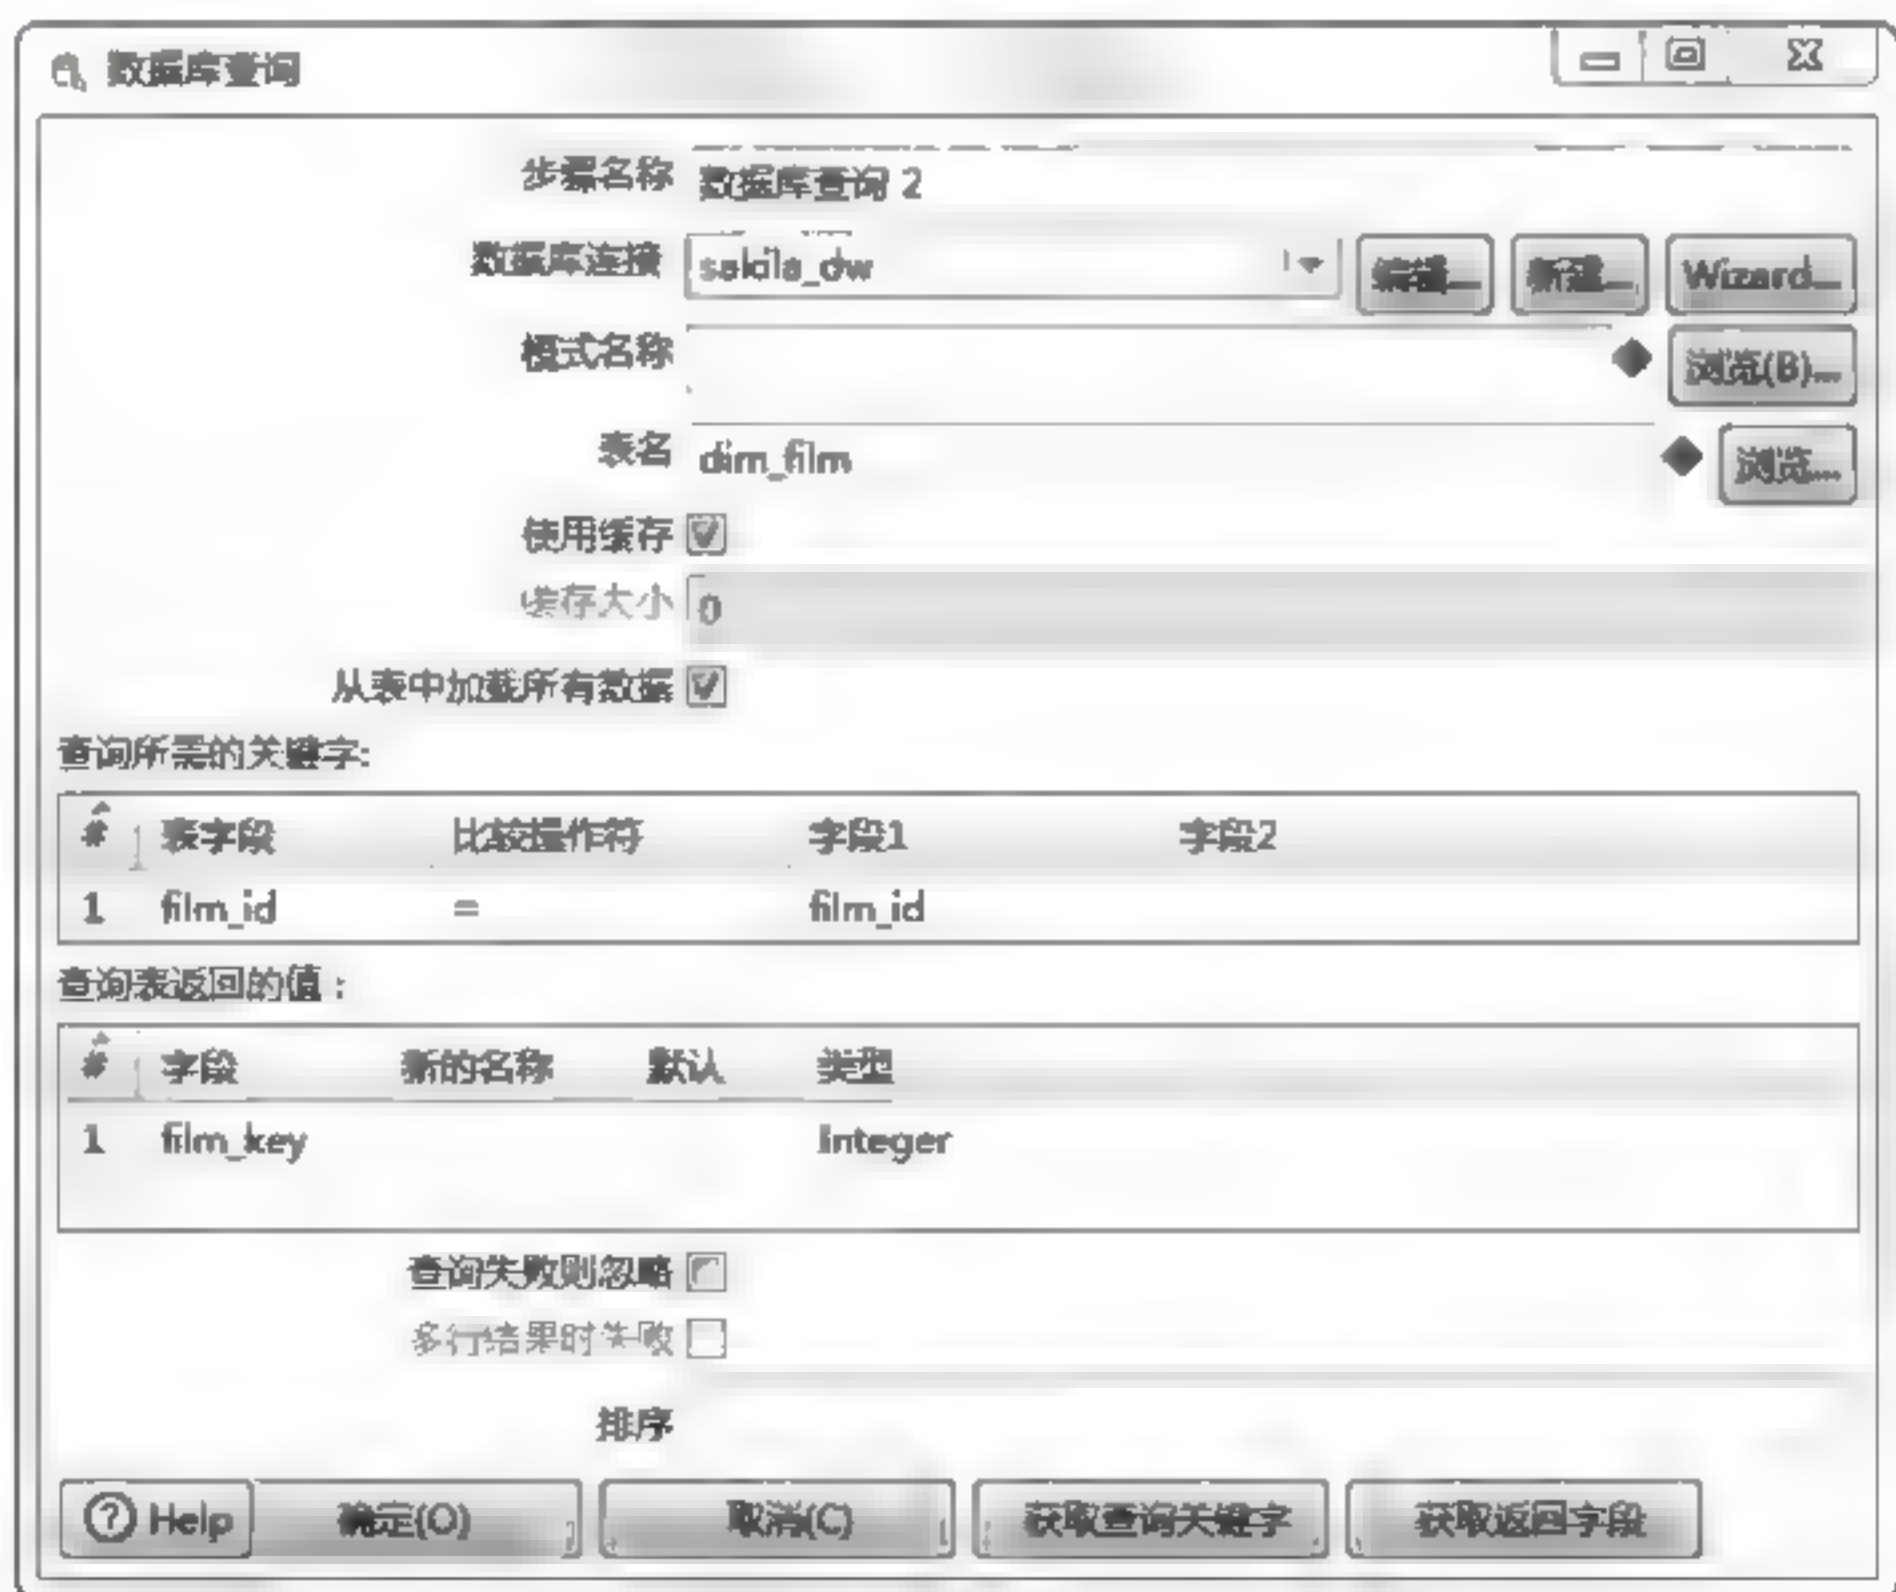 数据库查询
步骤名称 数据库查询 2
数据库连接 sakila_dw 编辑... 新建... Wizard...
模式名称 浏览(B)...
表名 dim_film 浏览...
使用缓存
缓存大小 0
从表中加载所有数据
查询所需的关键字:
# 表字段 比较操作符 字段1 字段2
1 film_id = film_id
查询表返回的值:
# 字段 新的名称 默认 类型
1 film_key Integer
查询失败则忽略
多行结果时失败
排序
Help 确定(O) 取消(C) 获取查询关键字 获取返回字段